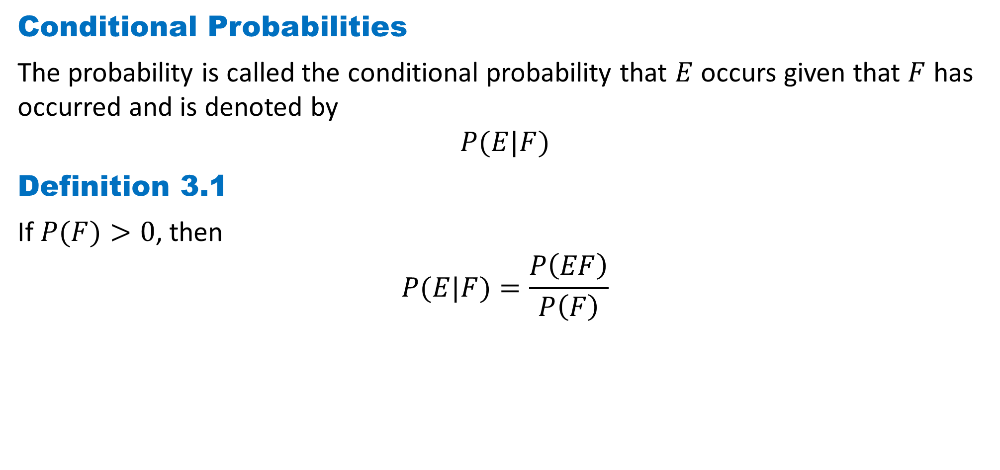 Conditional Probabilities
The probability is called the conditional probability that E occurs given that F has
occurred and is denoted by
P(E|F)
Definition 3.1
If P(F) > 0, then
P(E|F) = P(EF) / P(F)